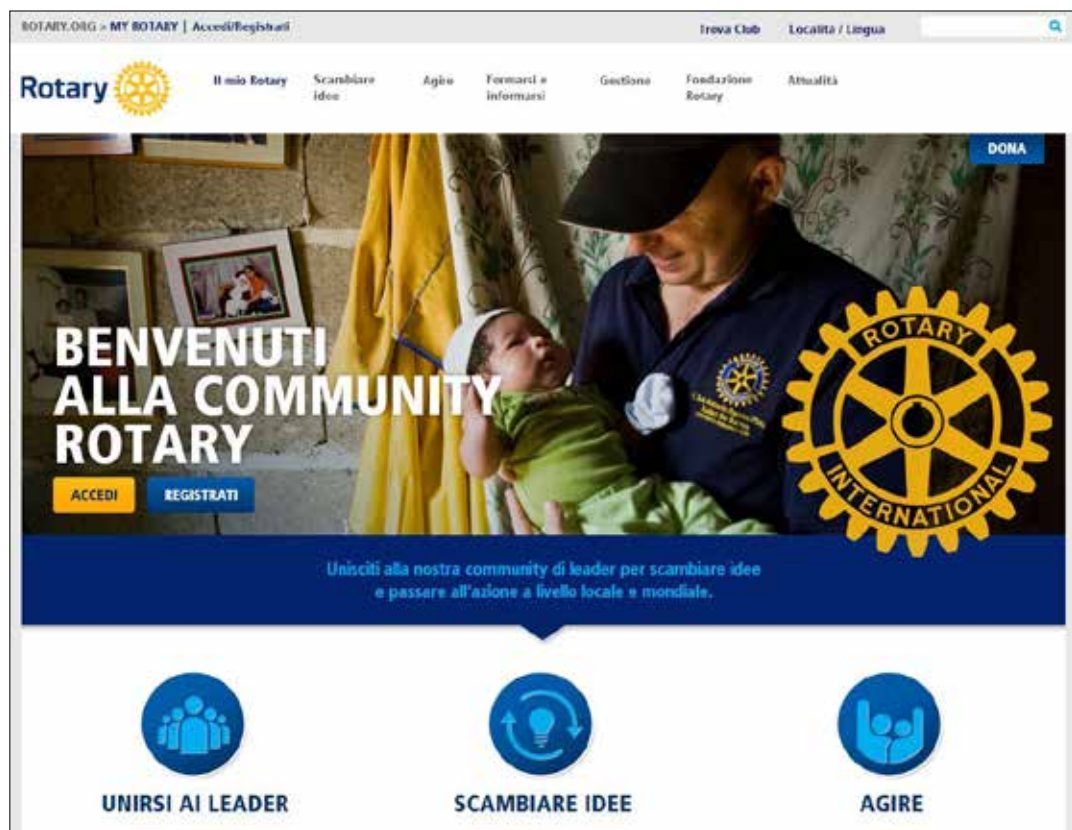 ROTARY.ORG > MY ROTARY | Accedi/Registrati
Trova Club
Località / Lingua
Rotary
Il mio Rotary
Scambiare
idee
Agire
Formarsi e
informarsi
Gestione
Fondazione
Rotary
Attualità
DONA
BENVENUTI
ALLA COMMUNITY
ROTARY
ACCEDI
REGISTRATI
ROTARY
INTERNATIONAL
Unisciti alla nostra community di leader per scambiare idee
e passare all'azione a livello locale e mondiale.
UNIRSI AI LEADER
SCAMBIARE IDEE
AGIRE